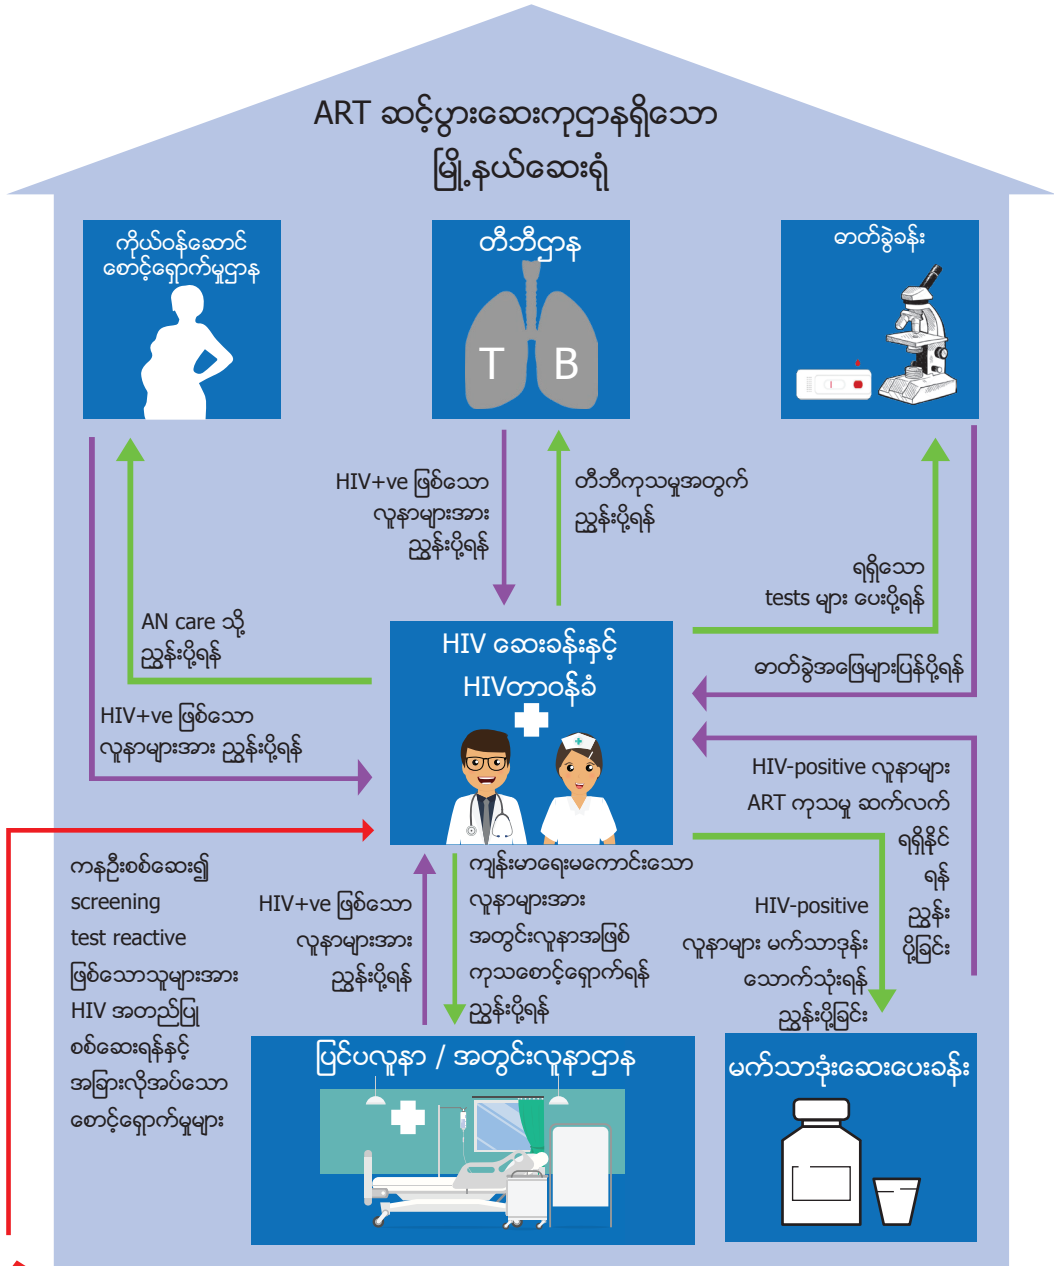 ART ဆင့်ပွားဆေးကုဌာနရှိသော
မြို့နယ်ဆေးရုံ
ကိုယ်ဝန်ဆောင်
စောင့်ရှောက်မှုဌာန
တီဘီဌာန
T B
ဓာတ်ခွဲခန်း
HIV+ve ဖြစ်သော
လူနာများအား
ညွှန်းပို့ရန်
တီဘီကုသမှုအတွက်
ညွှန်းပို့ရန်
ရရှိသော
tests များ ပေးပို့ရန်
AN care သို့
ညွှန်းပို့ရန်
HIV ဆေးခန်းနှင့်
HIVတာဝန်ခံ
ဓာတ်ခွဲအဖြေများပြန်ပို့ရန်
HIV+ve ဖြစ်သော
လူနာများအား ညွှန်းပို့ရန်
HIV-positive လူနာများ
ART ကုသမှု ဆက်လက်
ရရှိနိုင်
ရန်
ညွှန်း
ပို့ခြင်း
ကနဦးစစ်ဆေး၍
screening
test reactive
ဖြစ်သောသူများအား
HIV အတည်ပြု
စစ်ဆေးရန်နှင့်
အခြားလိုအပ်သော
စောင့်ရှောက်မှုများ
HIV+ve ဖြစ်သော
လူနာများအား
ညွှန်းပို့ရန်
ကျန်းမာရေးမကောင်းသော
လူနာများအား
အတွင်းလူနာအဖြစ်
ကုသစောင့်ရှောက်ရန်
ညွှန်းပို့ရန်
HIV-positive
လူနာများ မက်သာဒုန်း
သောက်သုံးရန်
ညွှန်းပို့ခြင်း
ပြင်ပလူနာ / အတွင်းလူနာဌာန
မက်သာဒုံးဆေးပေးခန်း